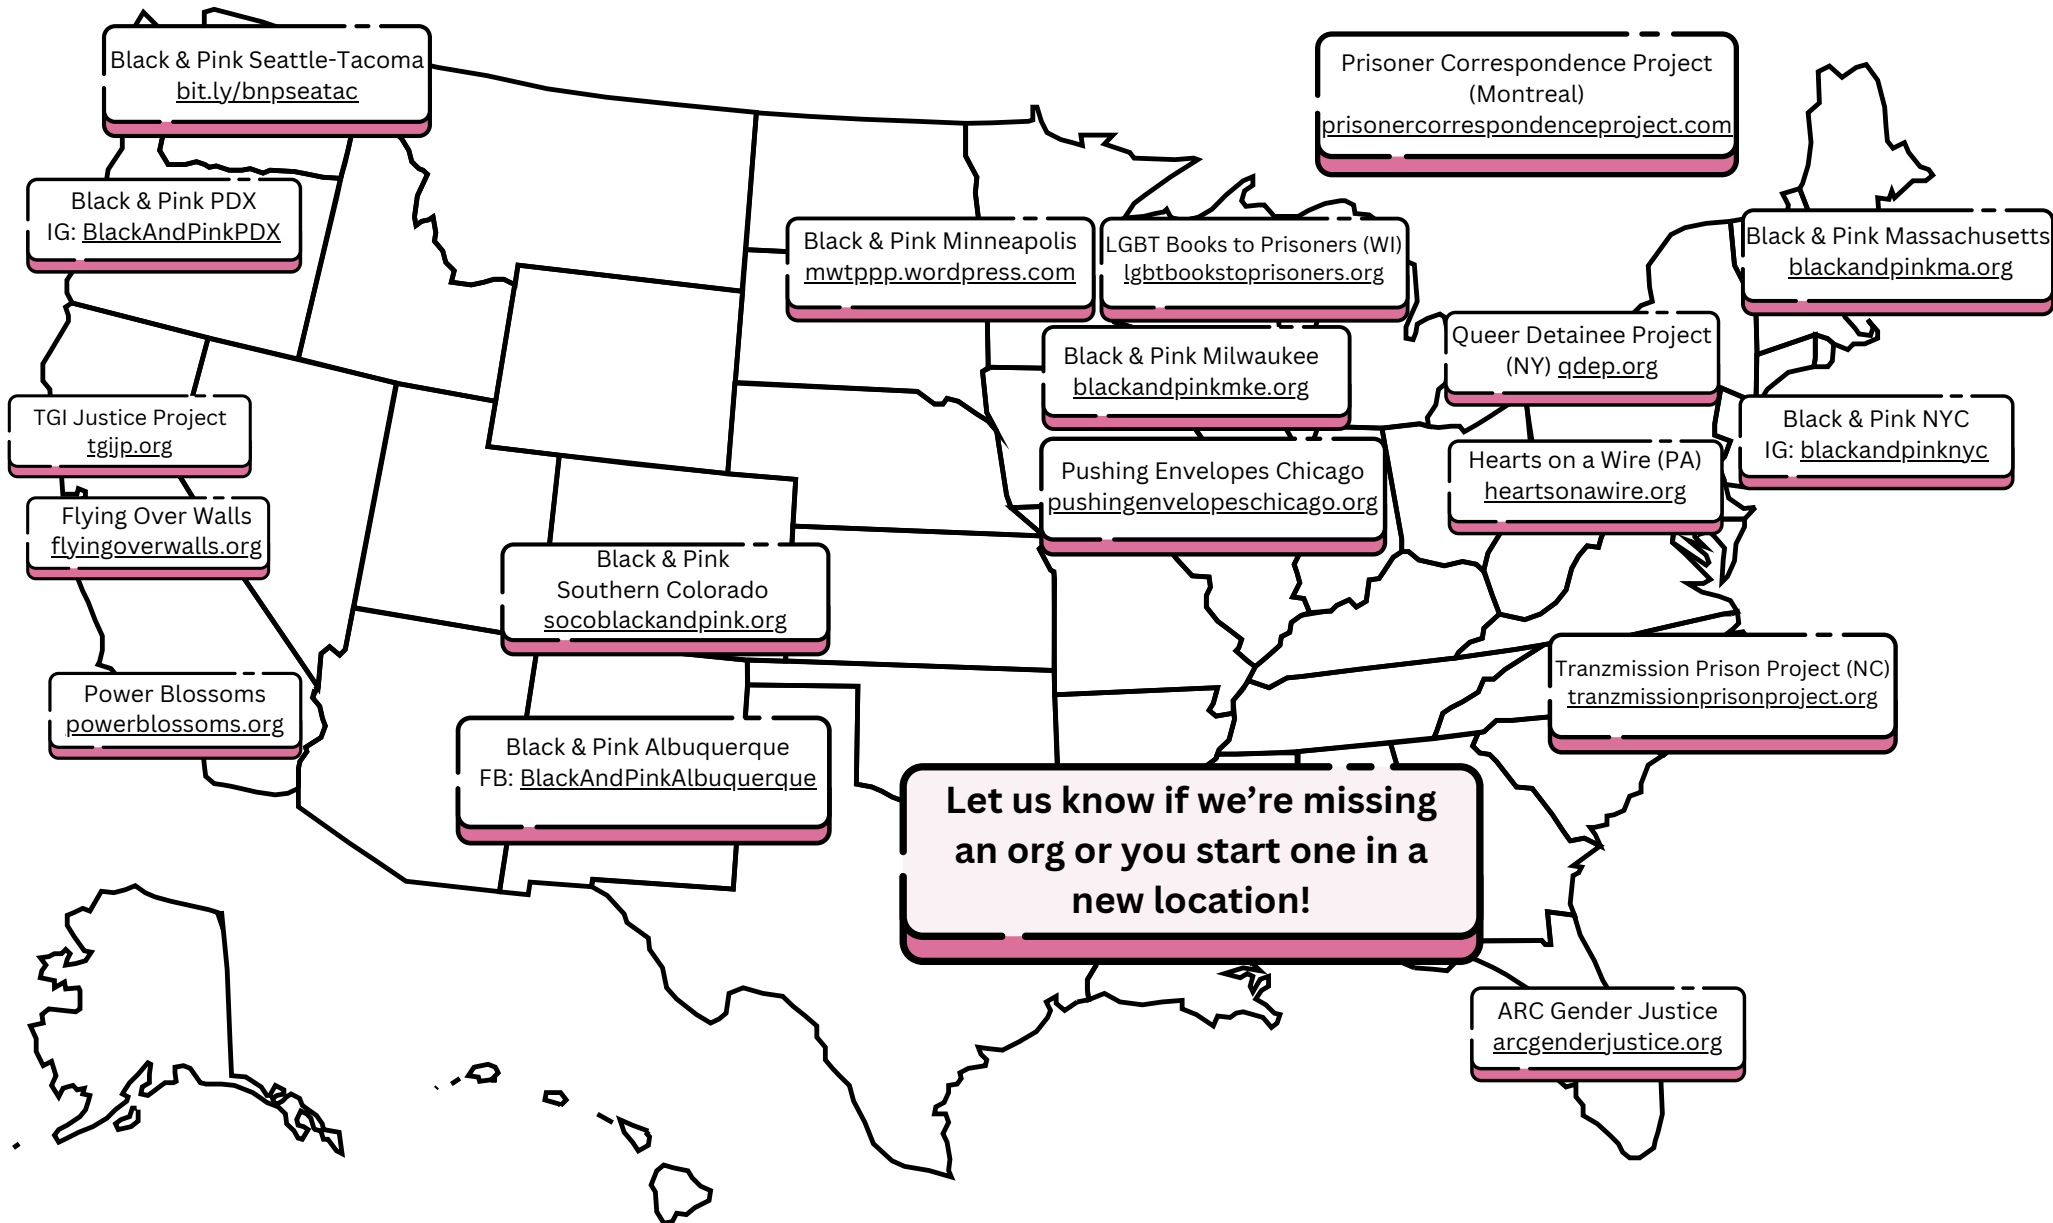 Black & Pink Seattle-Tacoma
bit.ly/bnpseatac
Prisoner Correspondence Project
(Montreal)
prisonercorrespondenceproject.com
Black & Pink PDX
IG: BlackAndPinkPDX
Black & Pink Minneapolis
mwtppp.wordpress.com
LGBT Books to Prisoners (WI)
lgbtbookstoprisoners.org
Black & Pink Massachusetts
blackandpinkma.org
Black & Pink Milwaukee
blackandpinkmke.org
Queer Detainee Project
(NY) qdep.org
TGI Justice Project
tgijp.org
Black & Pink NYC
IG: blackandpinknyc
Pushing Envelopes Chicago
pushingenvelopeschicago.org
Hearts on a Wire (PA)
heartsonawire.org
Flying Over Walls
flyingoverwalls.org
Black & Pink
Southern Colorado
socoblackandpink.org
Tranzmission Prison Project (NC)
tranzmissionprisonproject.org
Power Blossoms
powerblossoms.org
Black & Pink Albuquerque
FB: BlackAndPinkAlbuquerque
Let us know if we’re missing
an org or you start one in a
new location!
ARC Gender Justice
arcgenderjustice.org